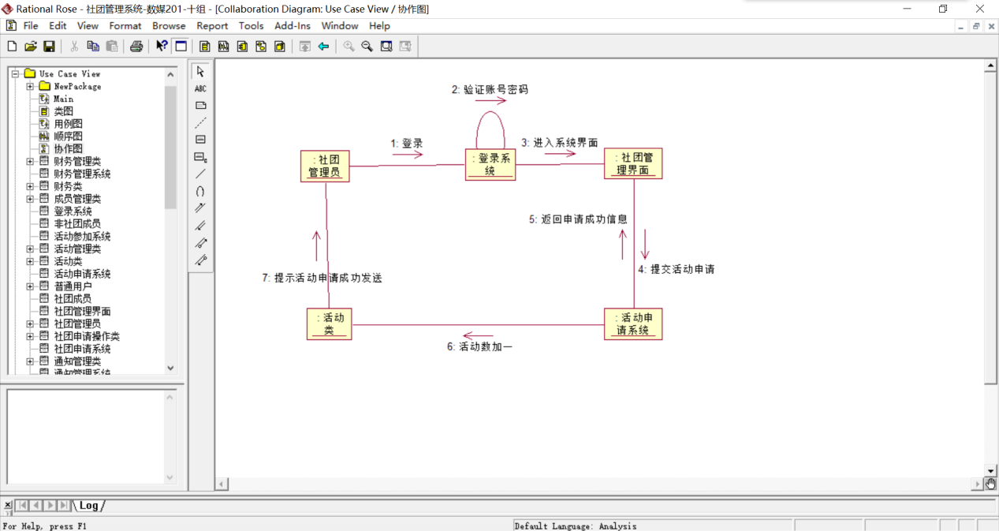 Rational Rose - 社团管理系统-数媒201-十组 - [Collaboration Diagram: Use Case View / 协作图]
File Edit View Format Browse Report Tools Add-Ins Window Help
Use Case View
NewPackage
Main
类图
用例图
顺序图
协作图
财务管理类
财务管理系统
财务类
成员管理类
登录系统
非社团成员
活动参加系统
活动管理类
活动类
活动申请系统
普通用户
社团成员
社团管理界面
社团管理员
社团申请操作类
社团申请系统
通知管理类
通知管理系统
ABC
2: 验证账号密码
1: 登录
3: 进入系统界面
: 社团
管理员
: 登录系
统
: 社团管
理界面
5: 返回申请成功信息
4: 提交活动申请
7: 提示活动申请成功发送
: 活动
类
: 活动申
请系统
6: 活动数加一
Log
For Help, press F1
Default Language: Analysis